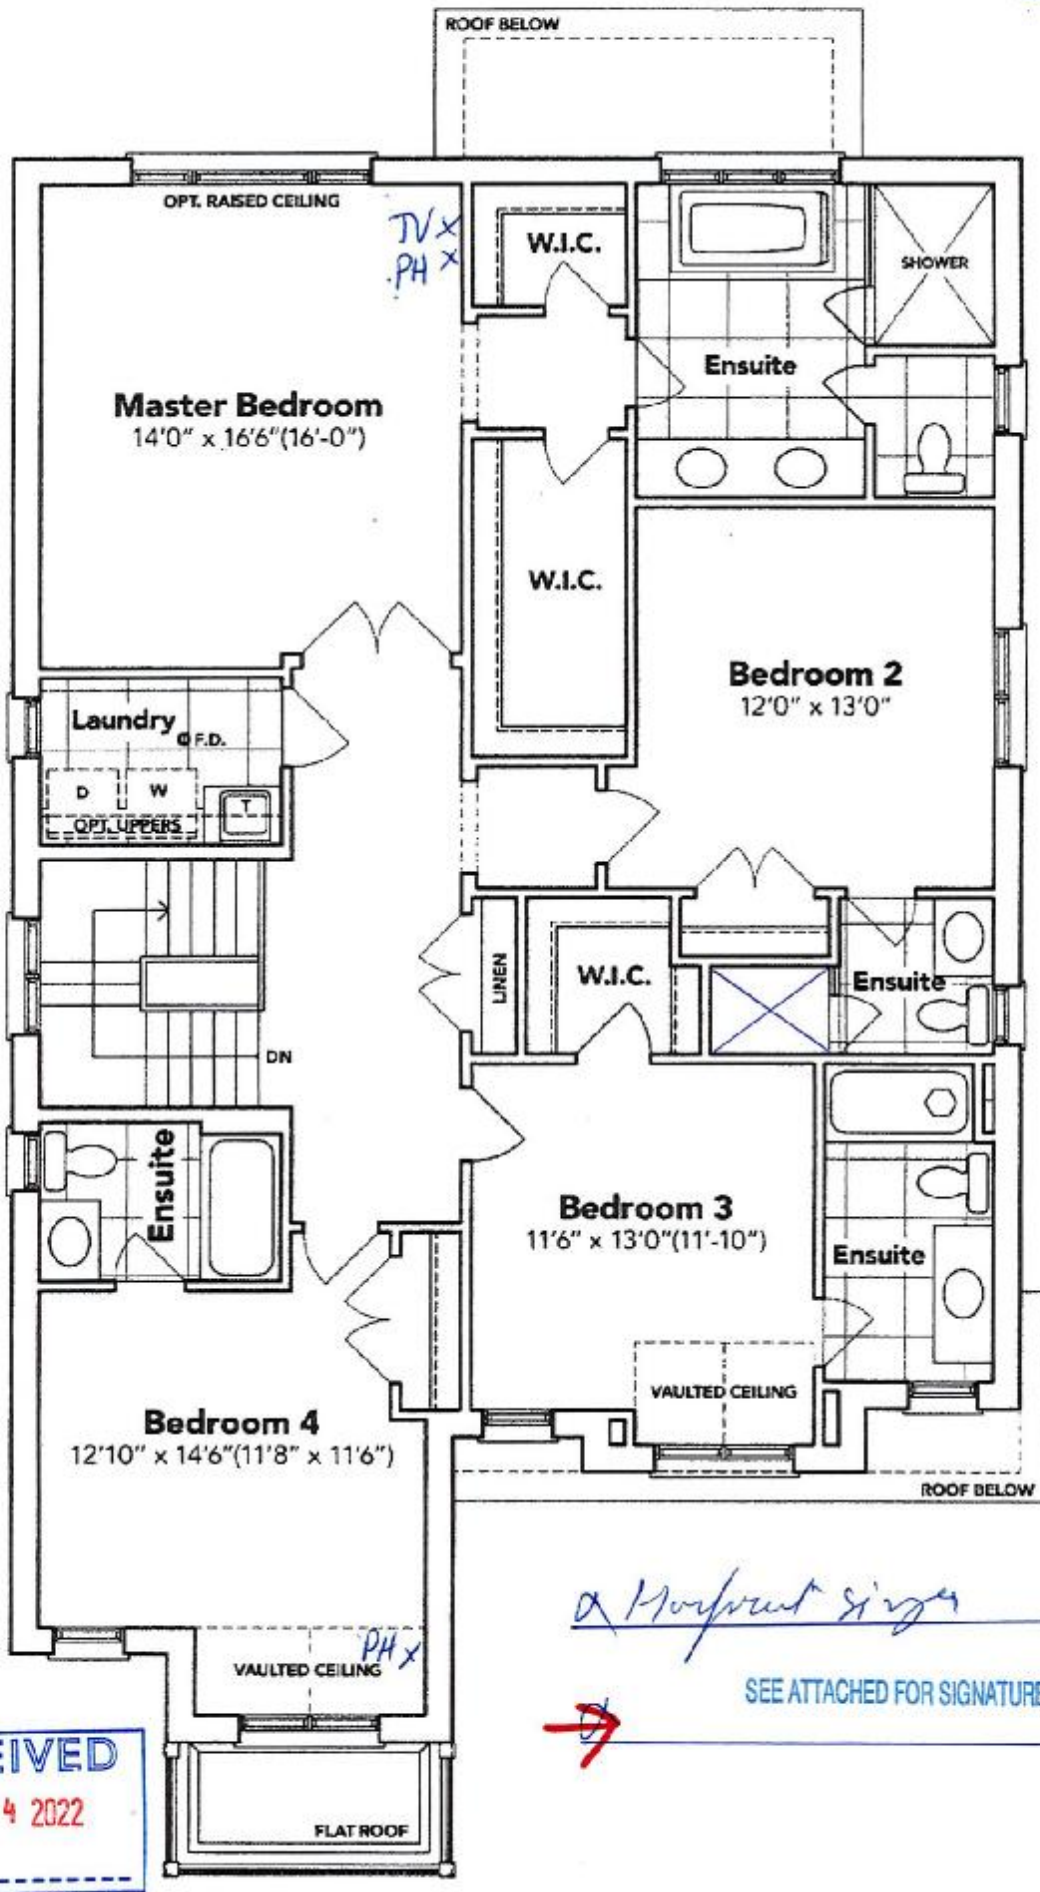 ROOF BELOW
OPT. RAISED CEILING
TV x
PH x
W.I.C.
SHOWER
Ensuite
Master Bedroom
14'0" x 16'6"(16'-0")
W.I.C.
Bedroom 2
12'0" x 13'0"
Laundry
F.D.
D
W
T
OPT. UPPERS
LINEN
W.I.C.
Ensuite
DN
Ensuite
Bedroom 3
11'6" x 13'0"(11'-10")
Ensuite
VAULTED CEILING
Bedroom 4
12'10" x 14'6"(11'8" x 11'6")
ROOF BELOW
PH x
VAULTED CEILING
SEE ATTACHED FOR SIGNATURE
EIVED
4 2022
FLAT ROOF